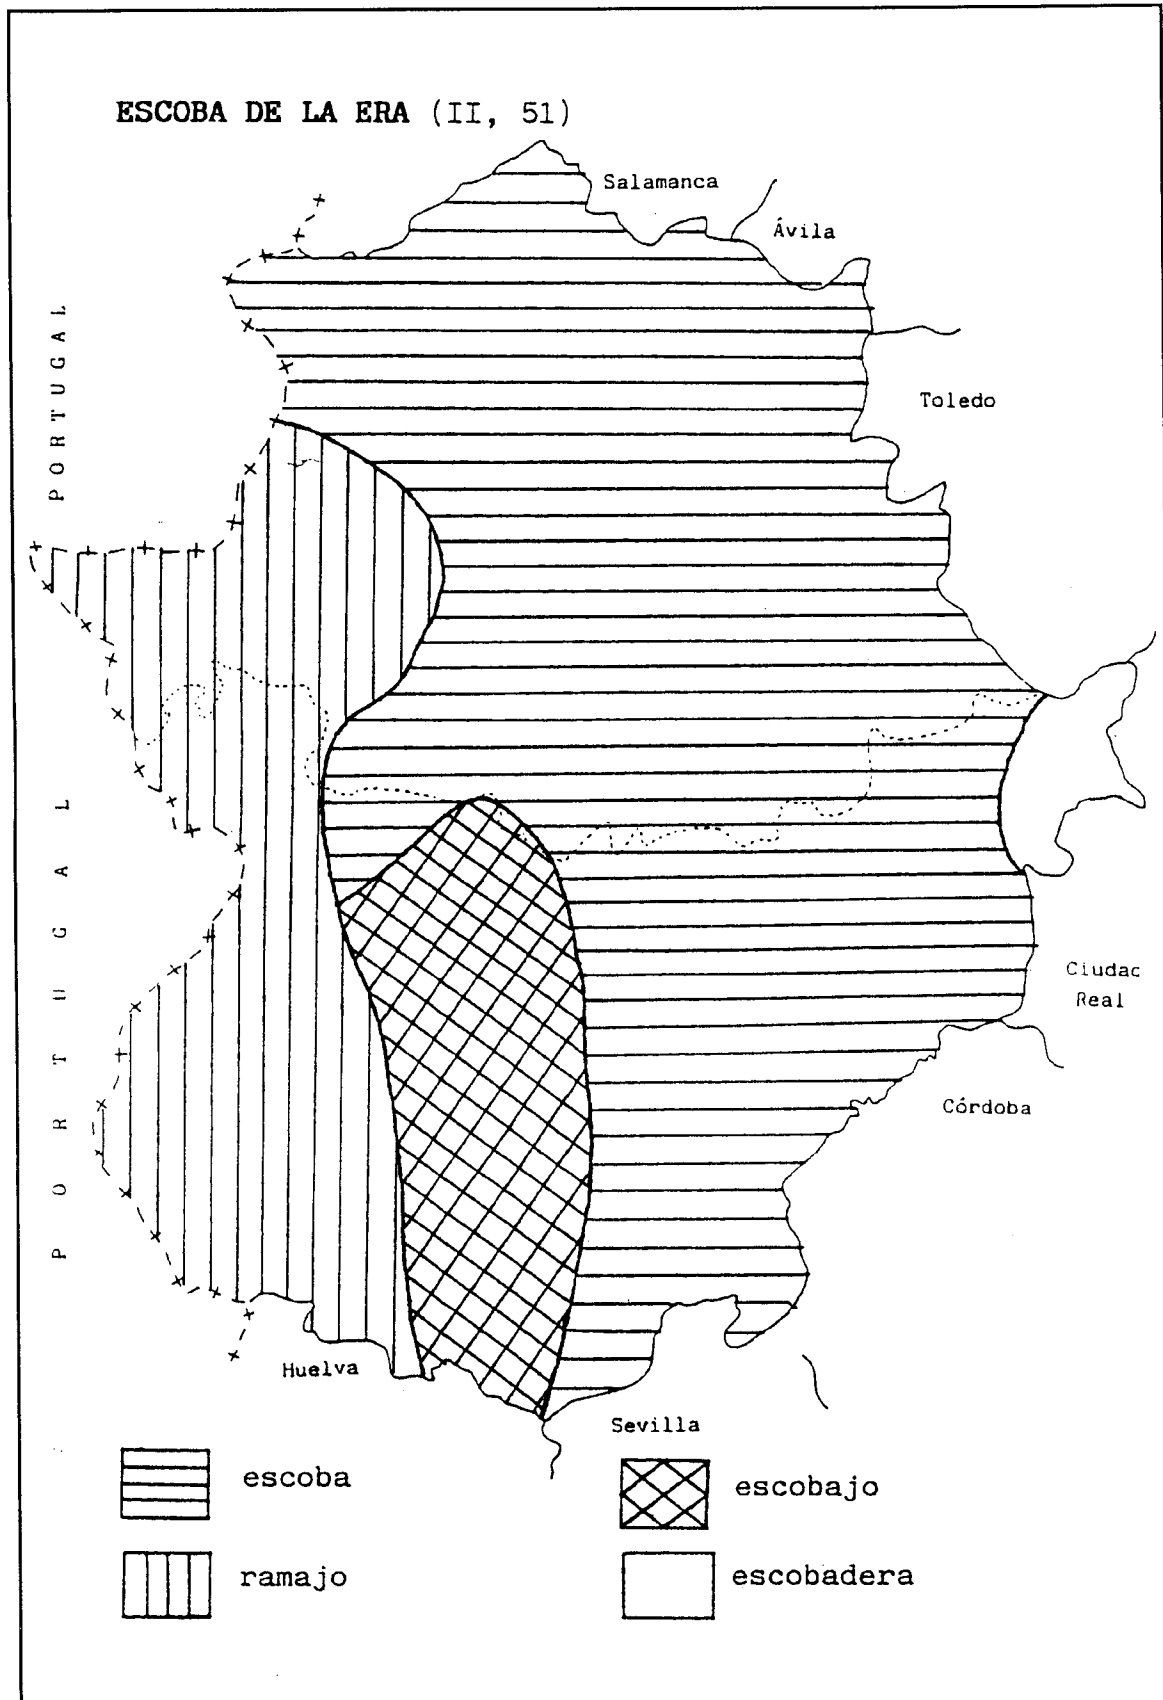 ESCOBA DE LA ERA (II, 51)
Salamanca
Ávila
PORTUGAL
Toledo
PORTUGAL
Ciudac
Real
Córdoba
Huelva
Sevilla
escoba
escobajo
ramajo
escobadera